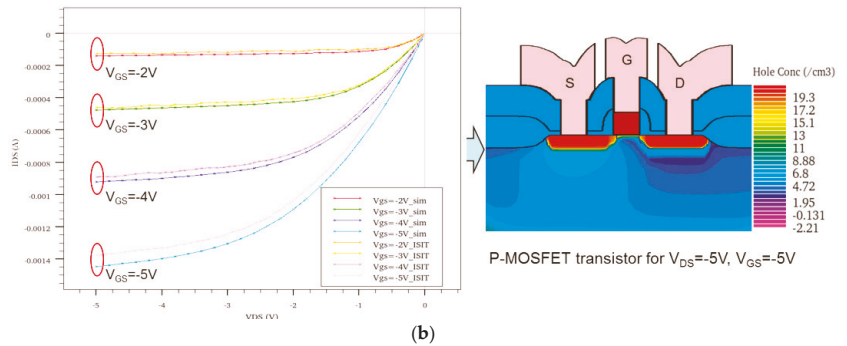 0
-0.0002
-0.0004
-0.0006
-0.0008
-0.001
-0.0012
-0.0014
IDS (A)
VGS=-2V
VGS=-3V
VGS=-4V
VGS=-5V
-5
-4
-3
-2
-1
0
VDS (V)
Vgs=-2V_sim
Vgs=-3V_sim
Vgs=-4V_sim
Vgs=-5V_sim
Vgs=-2V_ISIT
Vgs=-3V_ISIT
Vgs=-4V_ISIT
Vgs=-5V_ISIT
S
G
D
Hole Conc (/cm3)
19.3
17.2
15.1
13
11
8.88
6.8
4.72
1.95
-0.131
-2.21
P-MOSFET transistor for VDS=-5V, VGS=-5V
(b)